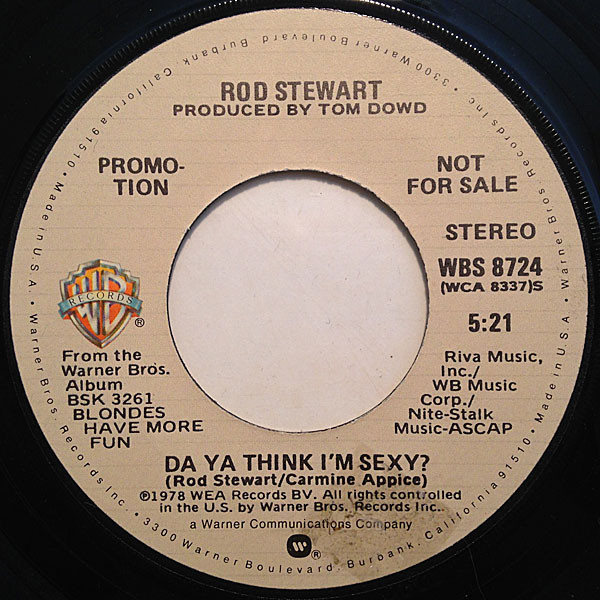 ROD STEWART
PRODUCED BY TOM DOWD
PROMO-
TION
NOT
FOR SALE
STEREO
WBS 8724
(WCA 8337)S
5:21
WB
RECORDS
®
From the
Warner Bros.
Album
BSK 3261
BLONDES
HAVE MORE
FUN
Riva Music,
Inc./
WB Music
Corp./
Nite-Stalk
Music-ASCAP
DA YA THINK I'M SEXY?
(Rod Stewart/Carmine Appice)
℗1978 WEA Records BV. All rights controlled
in the U.S. by Warner Bros. Records Inc..
a Warner Communications Company
W ®
Warner Bros. Records Inc. • 3300 Warner Boulevard, Burbank, California 91510 • Made in U.S.A. •
Warner Bros. Records Inc. • 3300 Warner Boulevard, Burbank, California 91510 • Made in U.S.A. •